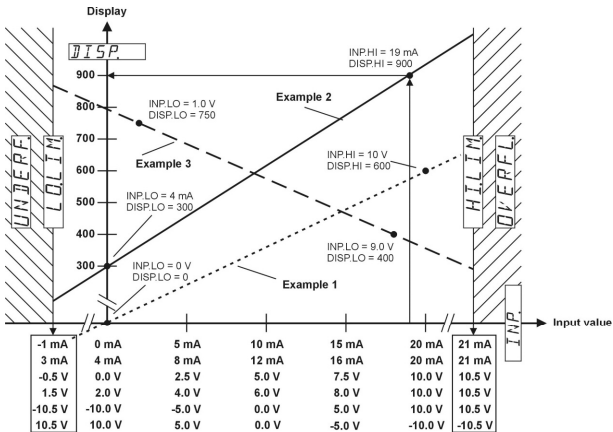 Display
DISP.
900
800
700
600
500
400
300
INP.HI = 19 mA
DISP.HI = 900
Example 2
INP.LO = 1.0 V
DISP.LO = 750
Example 3
INP.HI = 10 V
DISP.HI = 600
INP.LO = 4 mA
DISP.LO = 300
INP.LO = 9.0 V
DISP.LO = 400
INP.LO = 0 V
DISP.LO = 0
Example 1
UNDERF.
LO.LIM.
HI.LIM.
OVERFL.
INP.
Input value
-1 mA 0 mA 5 mA 10 mA 15 mA 20 mA 21 mA
3 mA 4 mA 8 mA 12 mA 16 mA 20 mA 21 mA
-0.5 V 0.0 V 2.5 V 5.0 V 7.5 V 10.0 V 10.5 V
1.5 V 2.0 V 4.0 V 6.0 V 8.0 V 10.0 V 10.5 V
-10.5 V -10.0 V -5.0 V 0.0 V 5.0 V 10.0 V 10.5 V
10.5 V 10.0 V 5.0 V 0.0 V -5.0 V -10.0 V -10.5 V